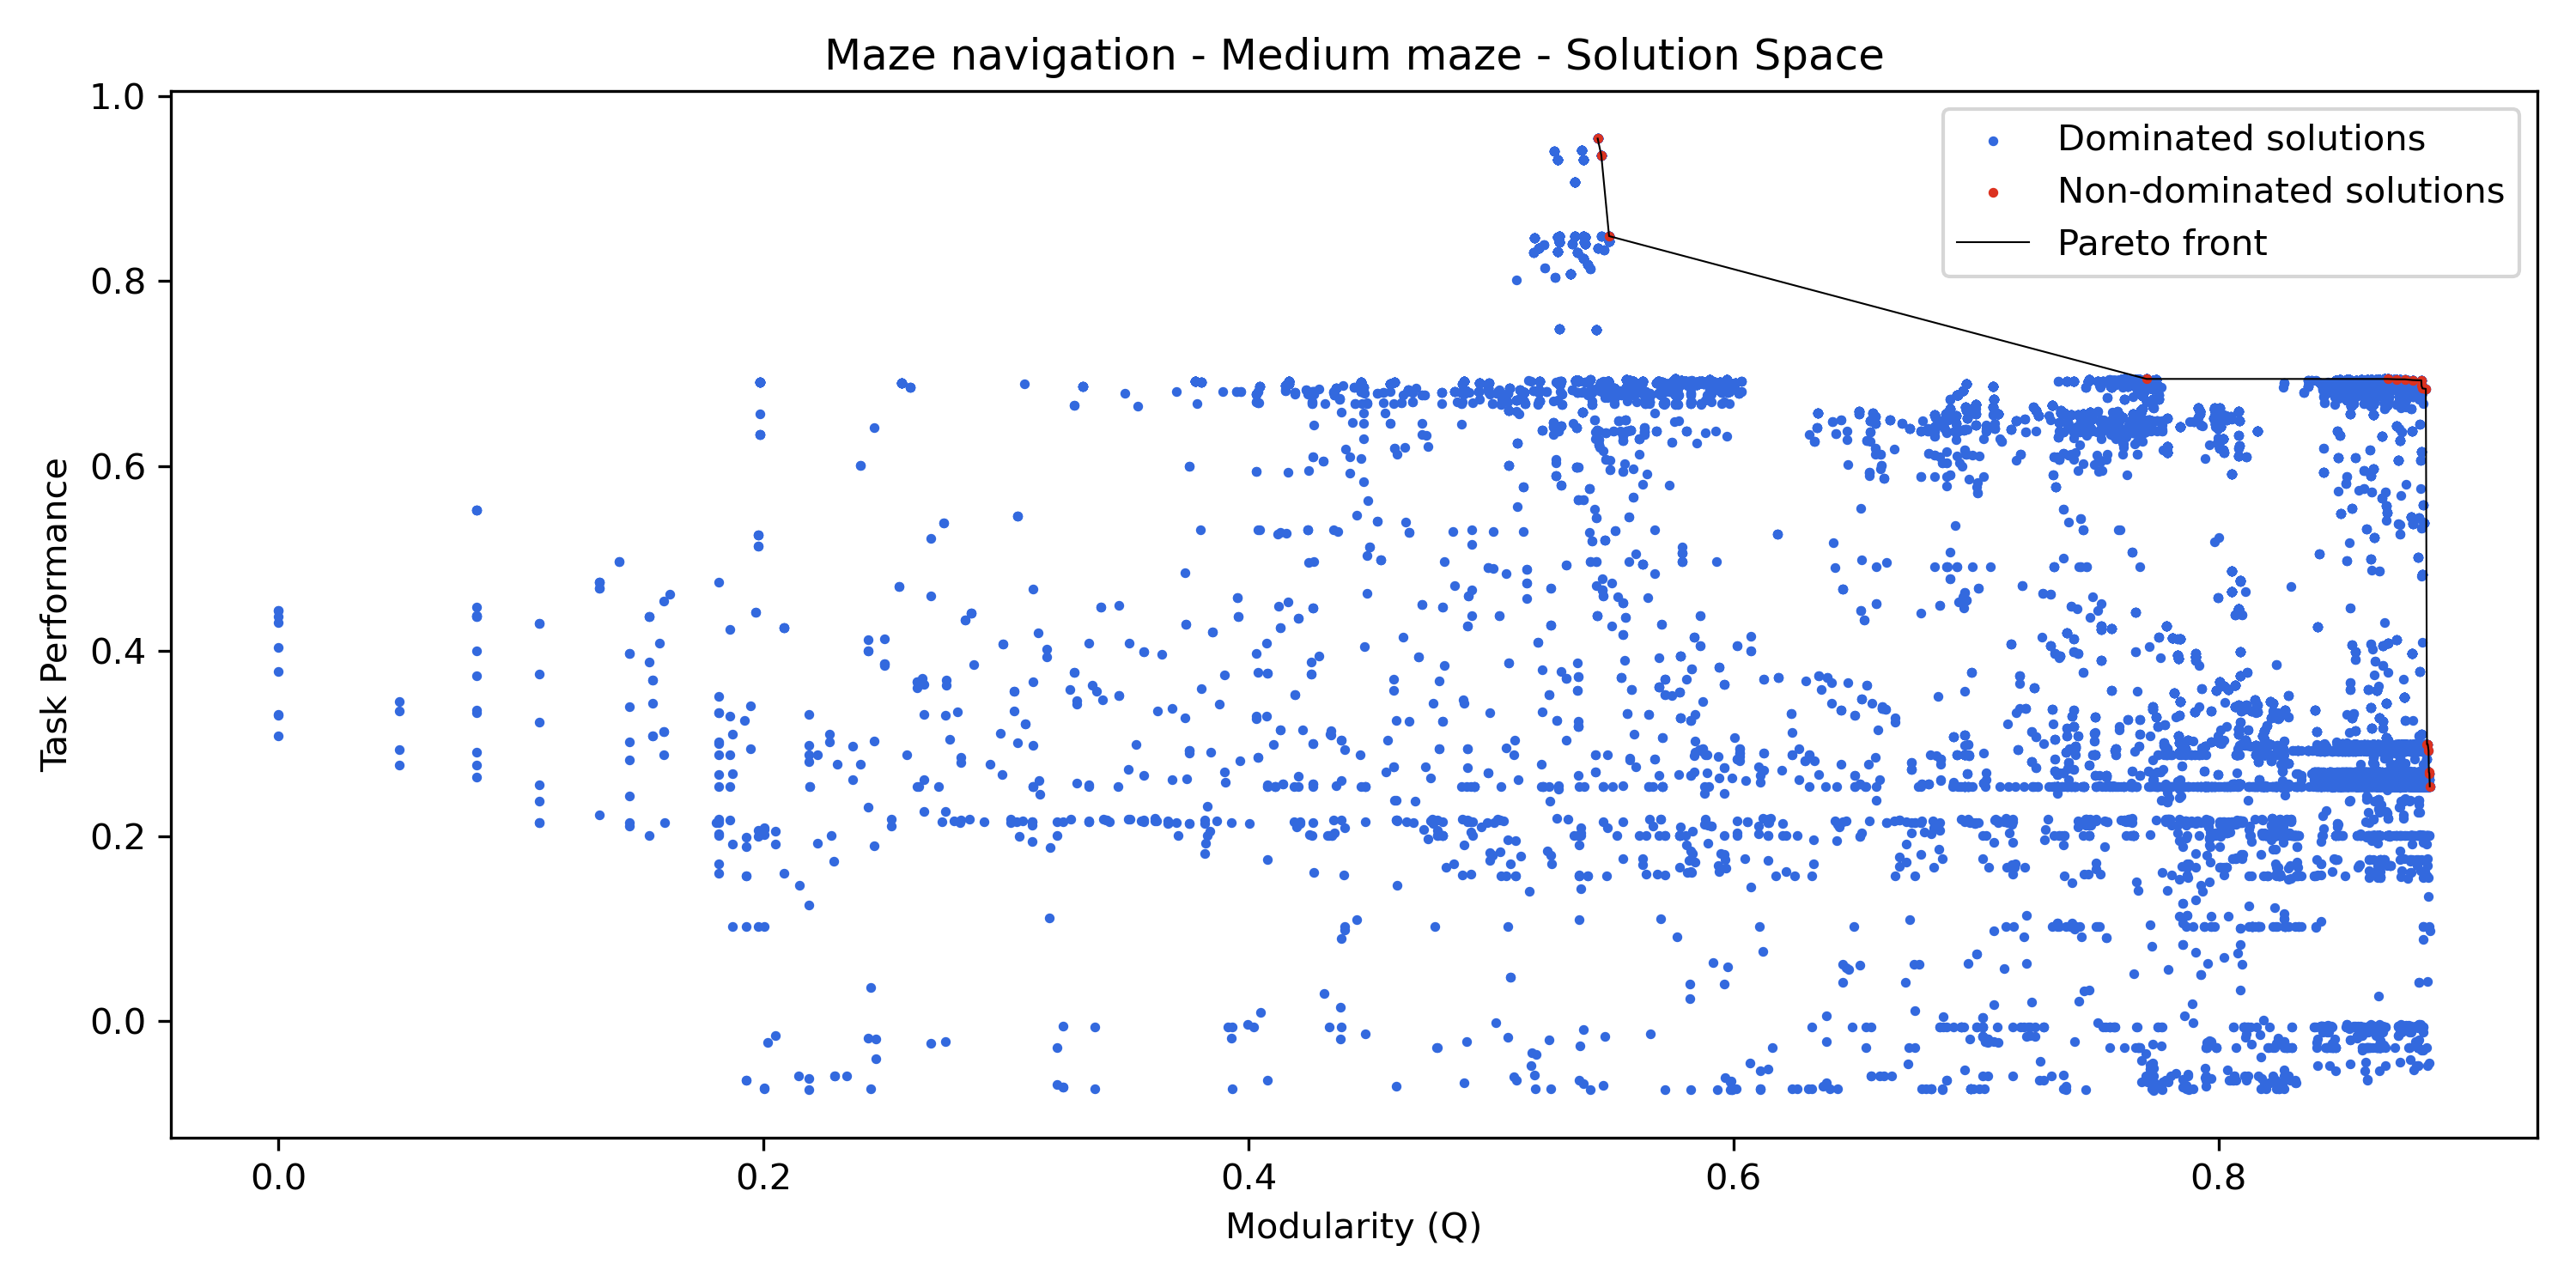 Maze navigation - Medium maze - Solution Space
1.0
0.8
0.6
0.4
0.2
0.0
Task Performance
Dominated solutions
Non-dominated solutions
Pareto front
0.0 0.2 0.4 0.6 0.8
Modularity (Q)